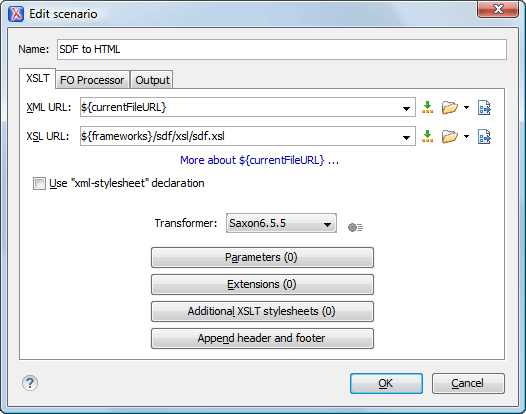 Edit scenario
Name: SDF to HTML
XSLT FO Processor Output
XML URL: ${currentFileURL}
XSL URL: ${frameworks}/sdf/xsl/sdf.xsl
More about ${currentFileURL} ...
Use "xml-stylesheet" declaration
Transformer: Saxon6.5.5
Parameters (0)
Extensions (0)
Additional XSLT stylesheets (0)
Append header and footer
? OK Cancel